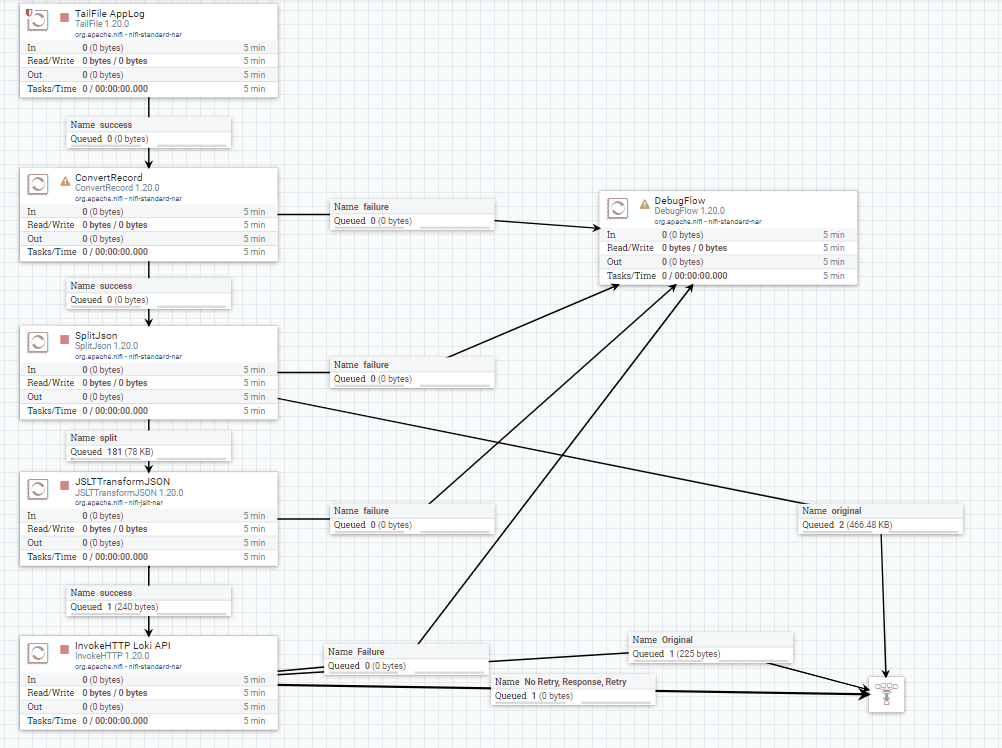 TailFile AppLog
TailFile 1.20.0
org.apache.nifi - nifi-standard-nar
In 0 (0 bytes) 5 min
Read/Write 0 bytes / 0 bytes 5 min
Out 0 (0 bytes) 5 min
Tasks/Time 0 / 00:00:00.000 5 min
Name success
Queued 0 (0 bytes)
ConvertRecord
ConvertRecord 1.20.0
org.apache.nifi - nifi-standard-nar
In 0 (0 bytes) 5 min
Read/Write 0 bytes / 0 bytes 5 min
Out 0 (0 bytes) 5 min
Tasks/Time 0 / 00:00:00.000 5 min
Name failure
Queued 0 (0 bytes)
DebugFlow
DebugFlow 1.20.0
org.apache.nifi - nifi-standard-nar
In 0 (0 bytes) 5 min
Read/Write 0 bytes / 0 bytes 5 min
Out 0 (0 bytes) 5 min
Tasks/Time 0 / 00:00:00.000 5 min
Name success
Queued 0 (0 bytes)
SplitJson
SplitJson 1.20.0
org.apache.nifi - nifi-standard-nar
In 0 (0 bytes) 5 min
Read/Write 0 bytes / 0 bytes 5 min
Out 0 (0 bytes) 5 min
Tasks/Time 0 / 00:00:00.000 5 min
Name failure
Queued 0 (0 bytes)
Name split
Queued 181 (78 KB)
JSLTTransformJSON
JSLTTransformJSON 1.20.0
org.apache.nifi - nifi-jslt-nar
In 0 (0 bytes) 5 min
Read/Write 0 bytes / 0 bytes 5 min
Out 0 (0 bytes) 5 min
Tasks/Time 0 / 00:00:00.000 5 min
Name failure
Queued 0 (0 bytes)
Name original
Queued 2 (466.48 KB)
Name success
Queued 1 (240 bytes)
InvokeHTTP Loki API
InvokeHTTP 1.20.0
org.apache.nifi - nifi-standard-nar
In 0 (0 bytes) 5 min
Read/Write 0 bytes / 0 bytes 5 min
Out 0 (0 bytes) 5 min
Tasks/Time 0 / 00:00:00.000 5 min
Name Failure
Queued 0 (0 bytes)
Name Original
Queued 1 (225 bytes)
Name No Retry, Response, Retry
Queued 1 (0 bytes)